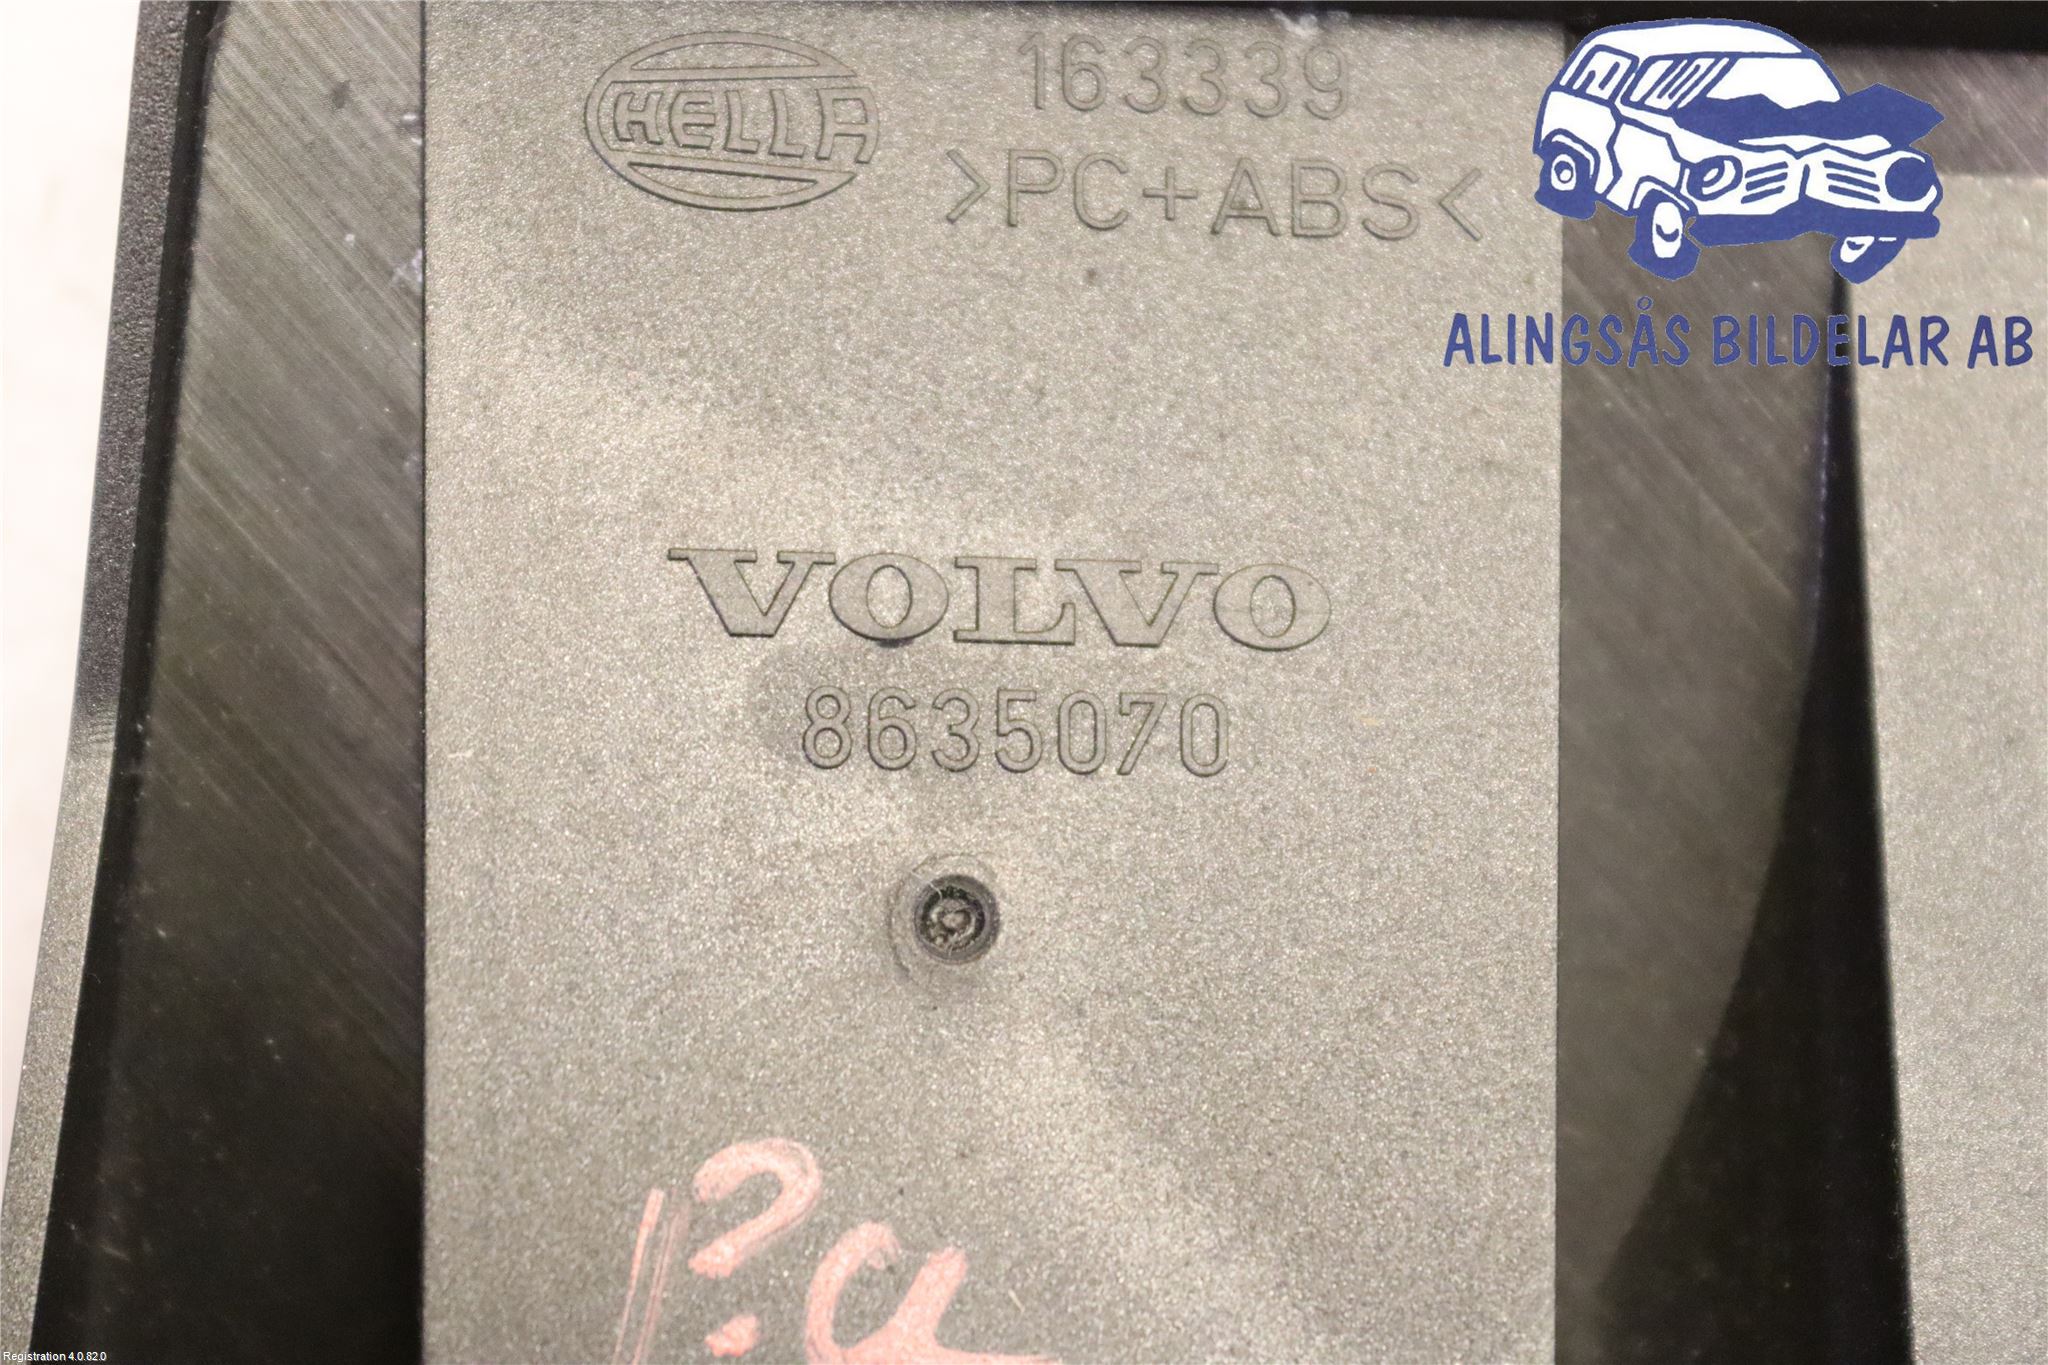 HELLA
163339
>PC+ABS<
ALINGSÅS BILDELAR AB
VOLVO
8635070
Registration 4.0.82.0